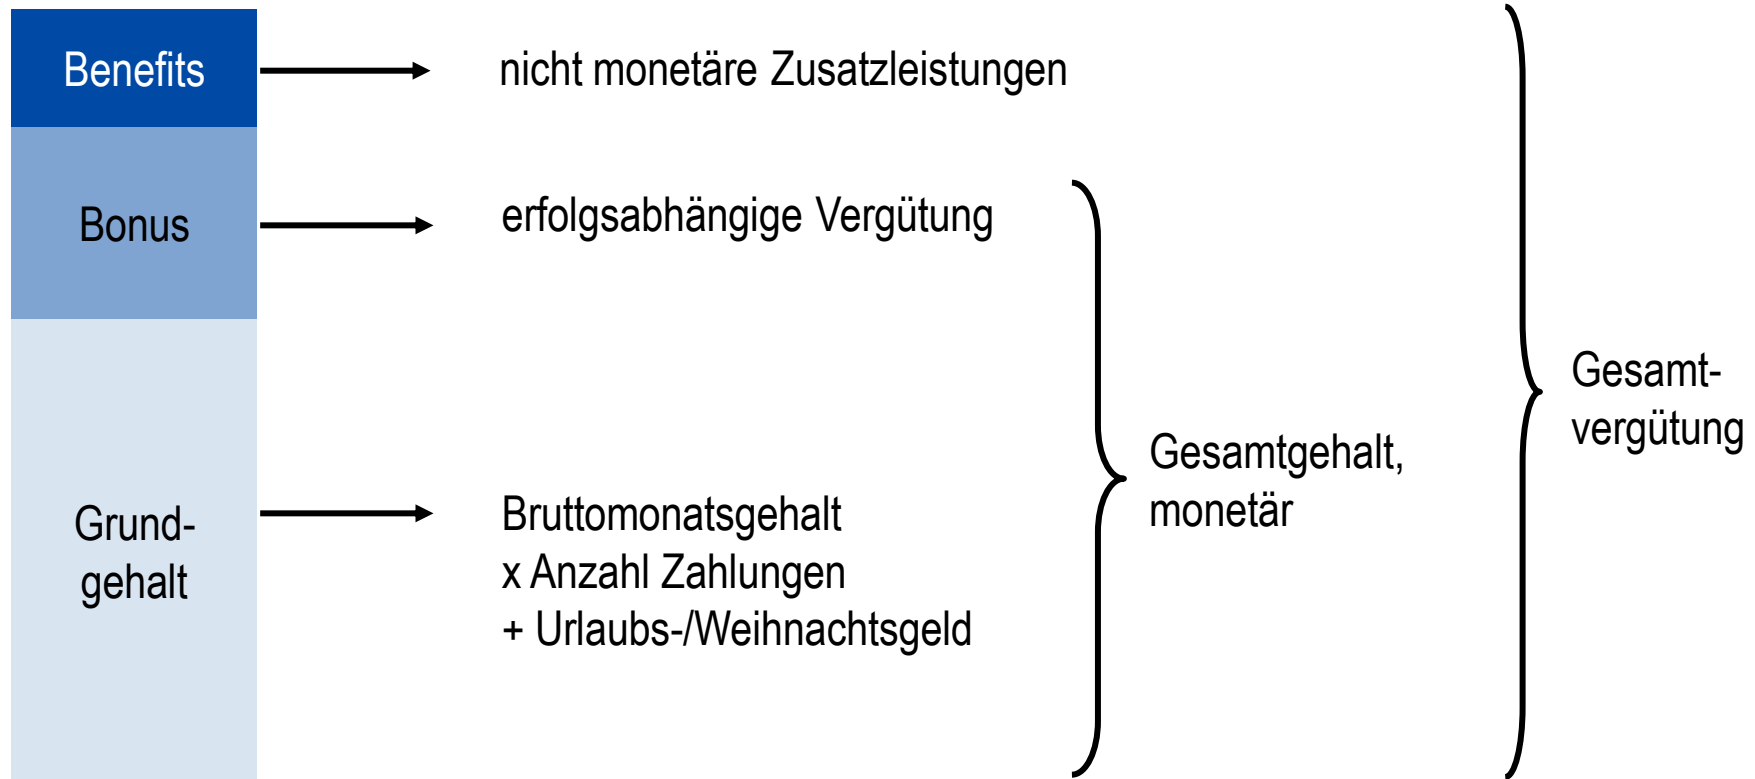 Benefits
nicht monetäre Zusatzleistungen
Bonus
erfolgsabhängige Vergütung
Grund-
gehalt
Bruttomonatsgehalt
x Anzahl Zahlungen
+ Urlaubs-/Weihnachtsgeld
Gesamtgehalt,
monetär
Gesamt-
vergütung